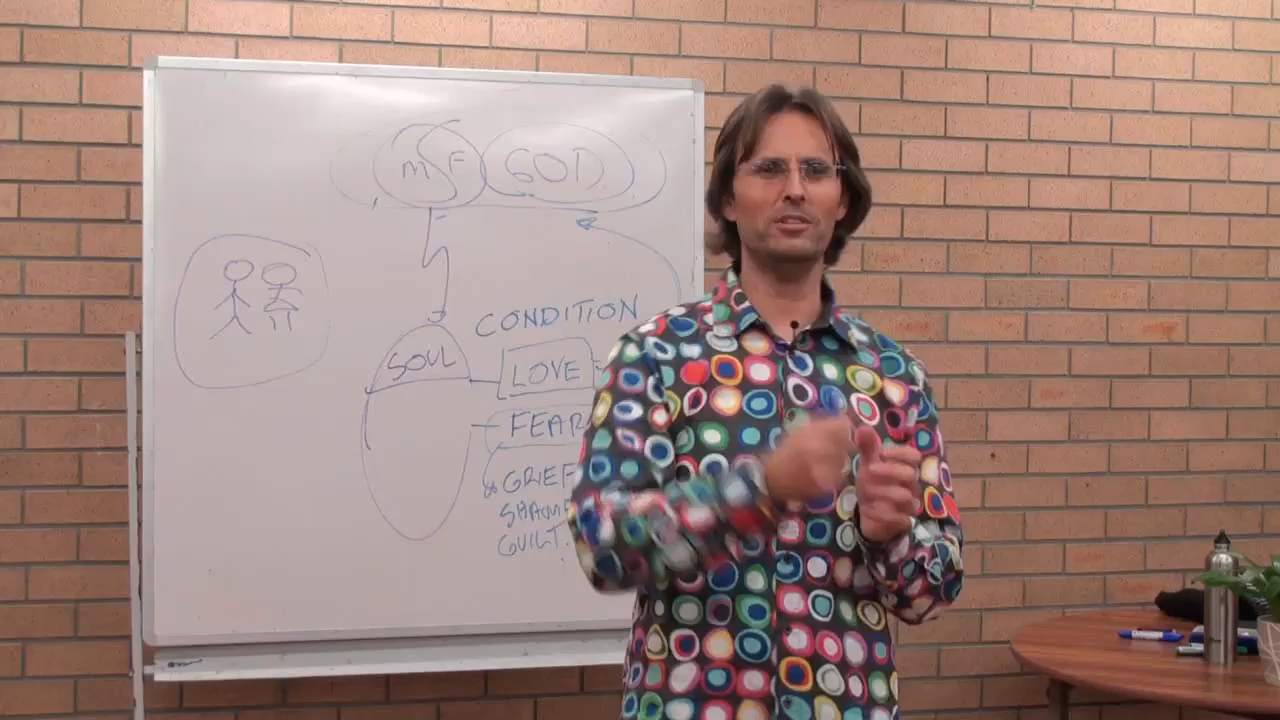 M F GOD
CONDITION
SOUL
LOVE
FEAR
& GRIEF
SHAME
GUILT.